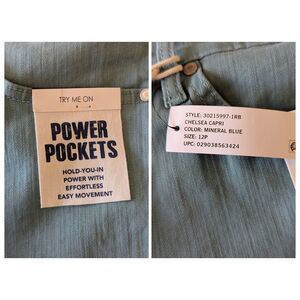 TRY ME ON
POWER
POCKETS
HOLD-YOU-IN
POWER WITH
EFFORTLESS
EASY MOVEMENT
STYLE: 30215997-1RB
CHELSEA CAPRI
COLOR: MINERAL BLUE
SIZE: 12P
UPC: 029038563424